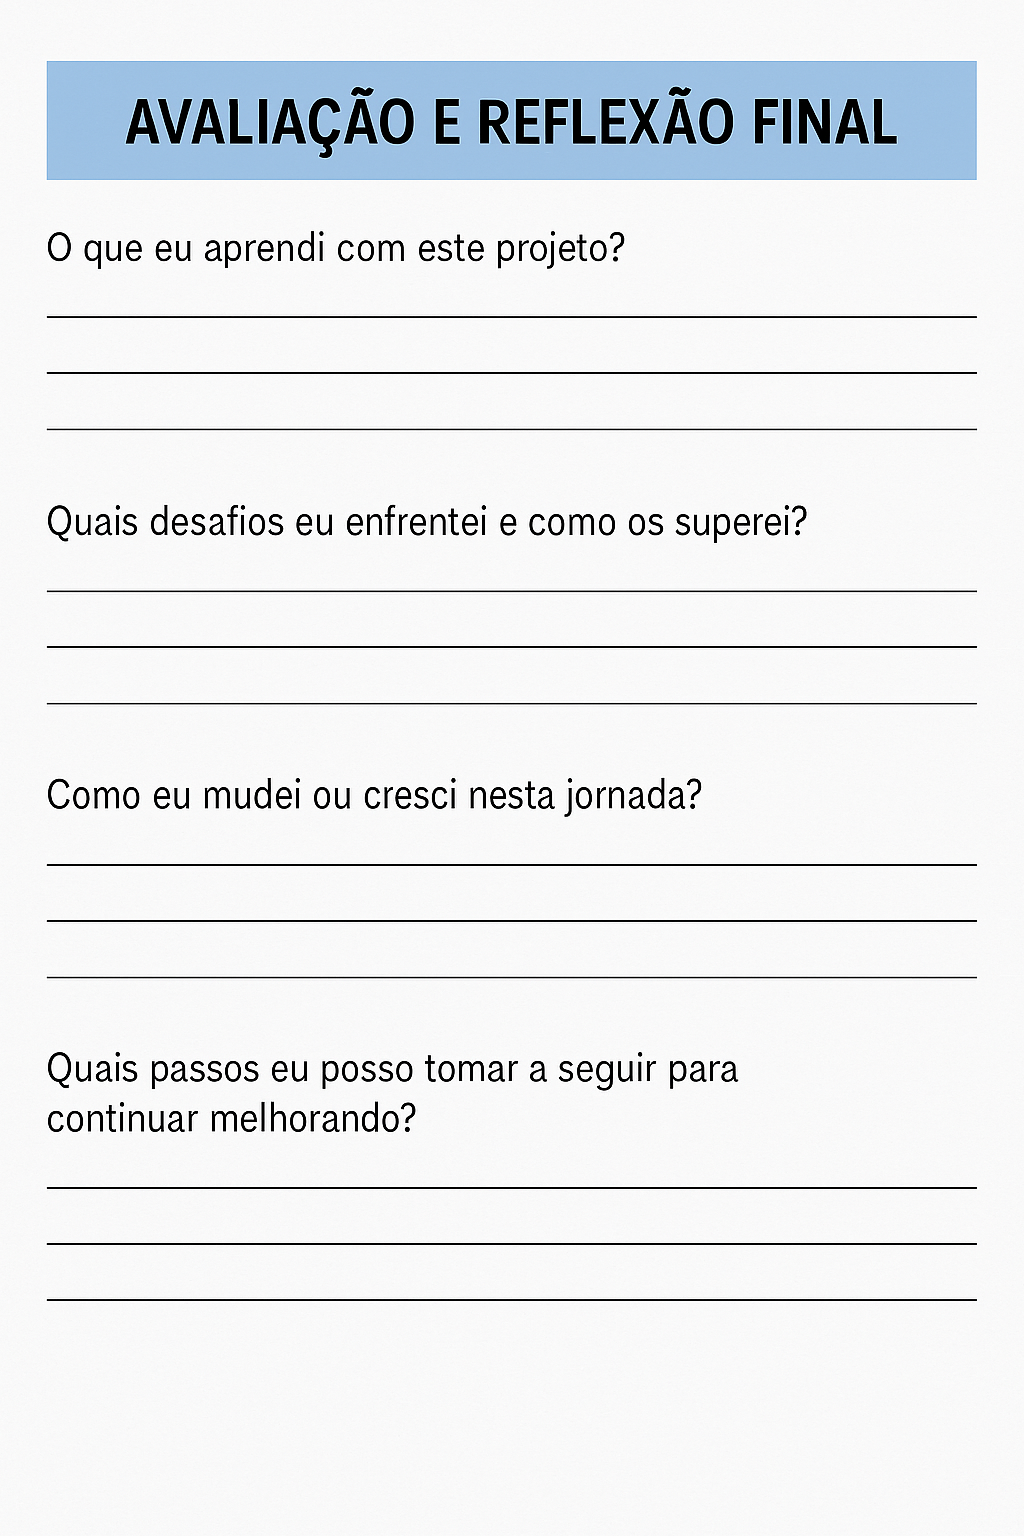 AVALIAÇÃO E REFLEXÃO FINAL
O que eu aprendi com este projeto?
Quais desafios eu enfrentei e como os superei?
Como eu mudei ou cresci nesta jornada?
Quais passos eu posso tomar a seguir para
continuar melhorando?